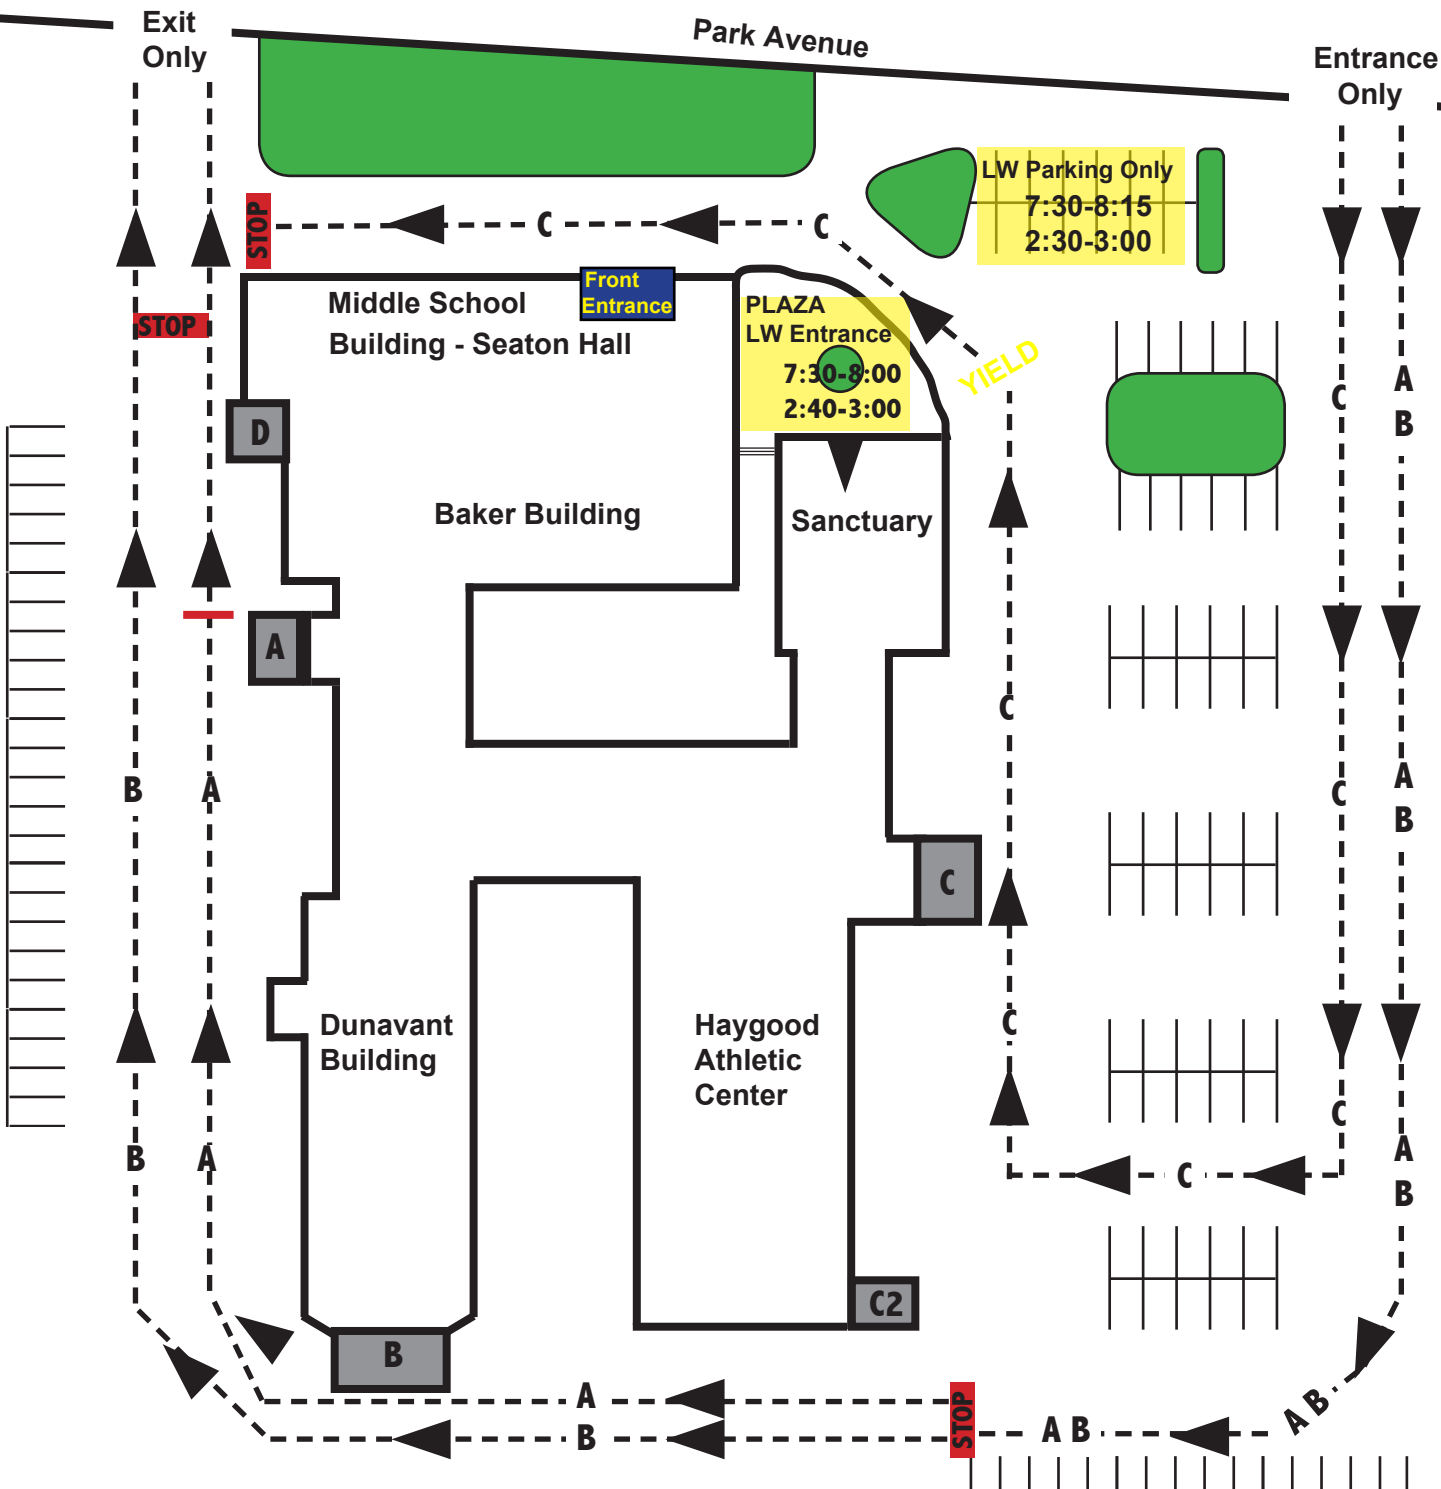 Exit
Only
Park Avenue
Entrance
Only
LW Parking Only
7:30-8:15
2:30-3:00
STOP
C
C
Front
Entrance
Middle School
Building - Seaton Hall
PLAZA
LW Entrance
7:30-8:00
2:40-3:00
STOP
YIELD
C
A
B
D
Baker Building
Sanctuary
A
C
B
A
C
A
B
C
Dunavant
Building
Haygood
Athletic
Center
C
C
B
A
C
A
B
C2
B
A
B
STOP
A B
A B